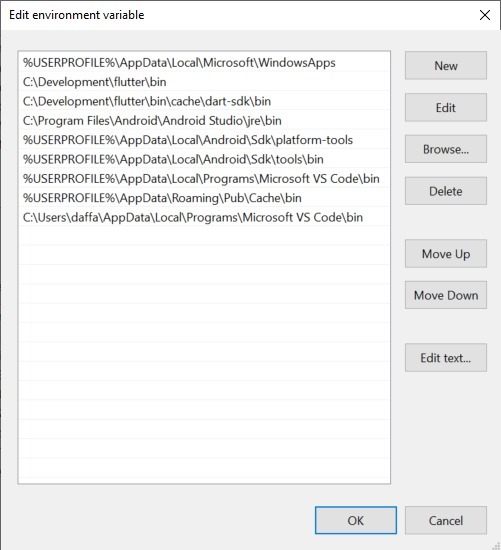 Edit environment variable
%USERPROFILE%\AppData\Local\Microsoft\WindowsApps
C:\Development\flutter\bin
C:\Development\flutter\bin\cache\dart-sdk\bin
C:\Program Files\Android\Android Studio\jre\bin
%USERPROFILE%\AppData\Local\Android\Sdk\platform-tools
%USERPROFILE%\AppData\Local\Android\Sdk\tools\bin
%USERPROFILE%\AppData\Local\Programs\Microsoft VS Code\bin
%USERPROFILE%\AppData\Roaming\Pub\Cache\bin
C:\Users\daffa\AppData\Local\Programs\Microsoft VS Code\bin
New
Edit
Browse...
Delete
Move Up
Move Down
Edit text...
OK
Cancel